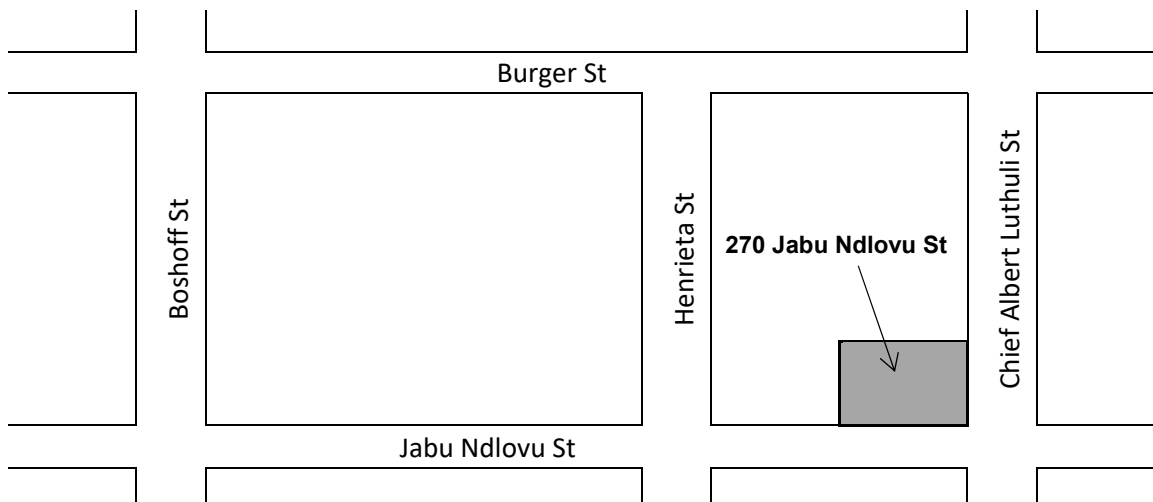 Burger St
Boshoff St
Henrieta St
270 Jabu Ndlovu St
Chief Albert Luthuli St
Jabu Ndlovu St